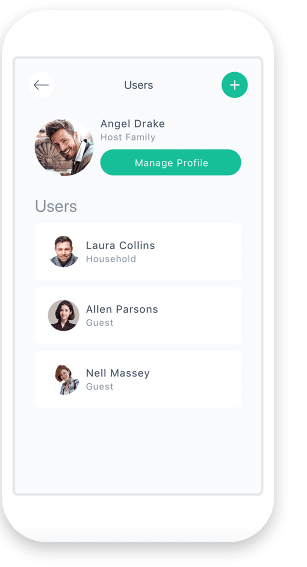 Users
Angel Drake
Host Family
Manage Profile
Users
Laura Collins
Household
Allen Parsons
Guest
Nell Massey
Guest